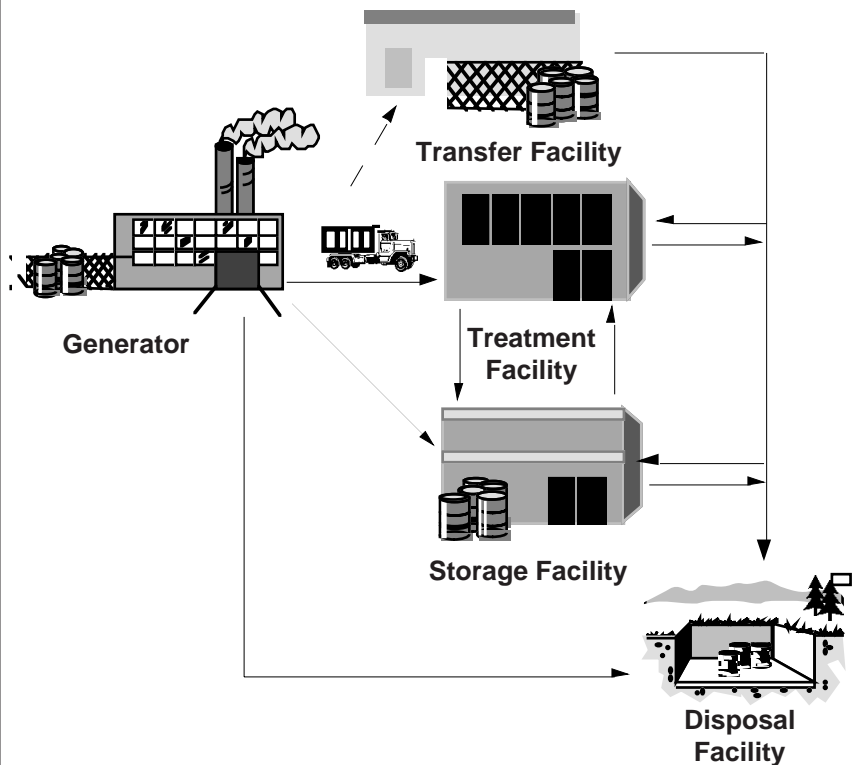 Transfer Facility
Generator
Treatment
Facility
Storage Facility
Disposal
Facility